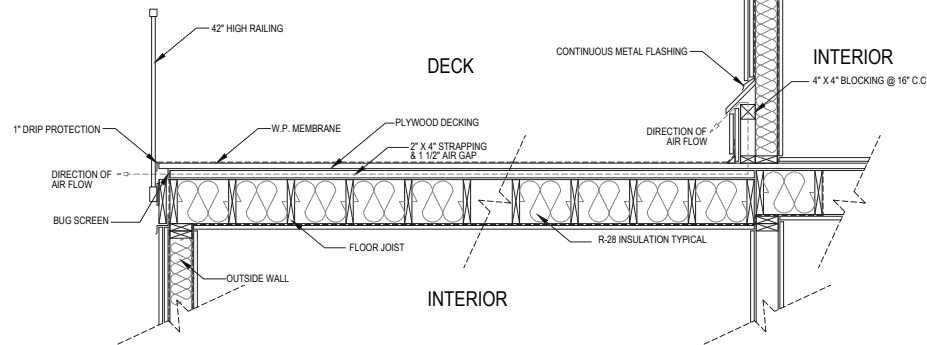 42" HIGH RAILING
DECK
CONTINUOUS METAL FLASHING
INTERIOR
4" X 4" BLOCKING @ 16" C.C
1" DRIP PROTECTION
W.P. MEMBRANE
PLYWOOD DECKING
2" X 4" STRAPPING
& 1 1/2" AIR GAP
DIRECTION OF
AIR FLOW
DIRECTION OF
AIR FLOW
BUG SCREEN
FLOOR JOIST
R-28 INSULATION TYPICAL
OUTSIDE WALL
INTERIOR